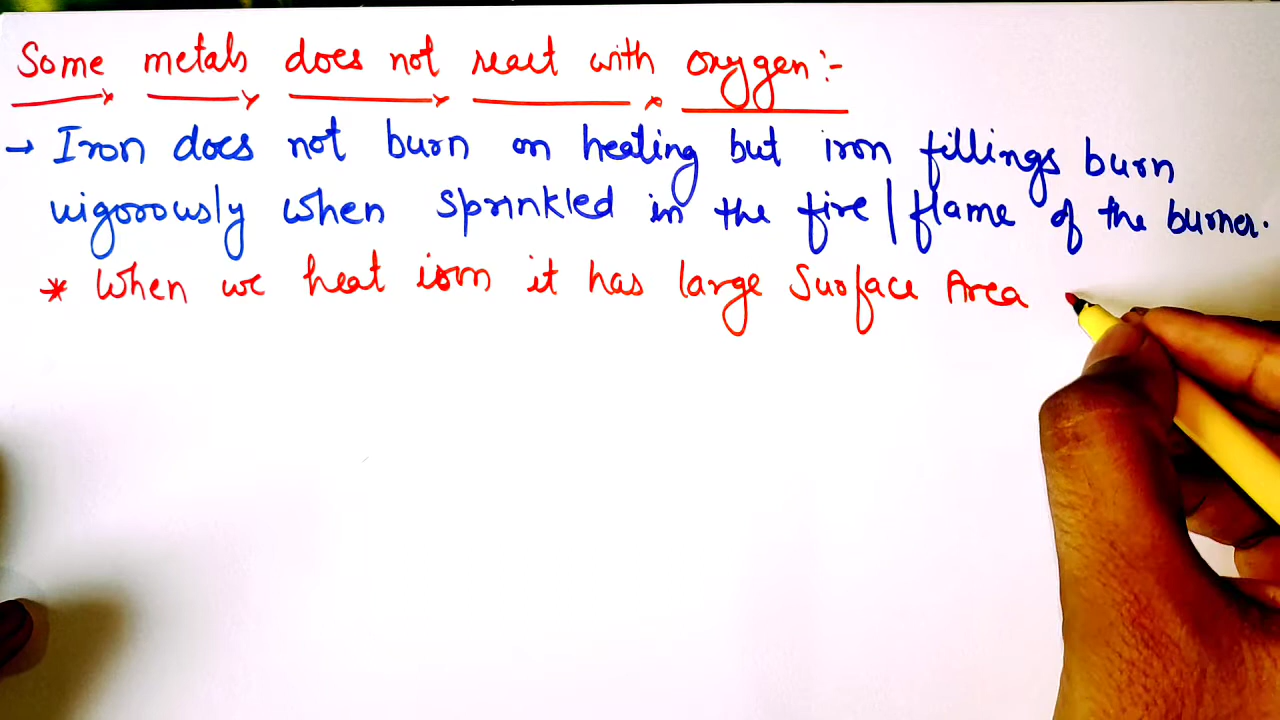 Some metals does not react with oxygen:-
→ Iron does not burn on heating but iron fillings burn
vigorously when sprinkled in the fire/flame of the burner.
* When we heat iron it has large Surface Area